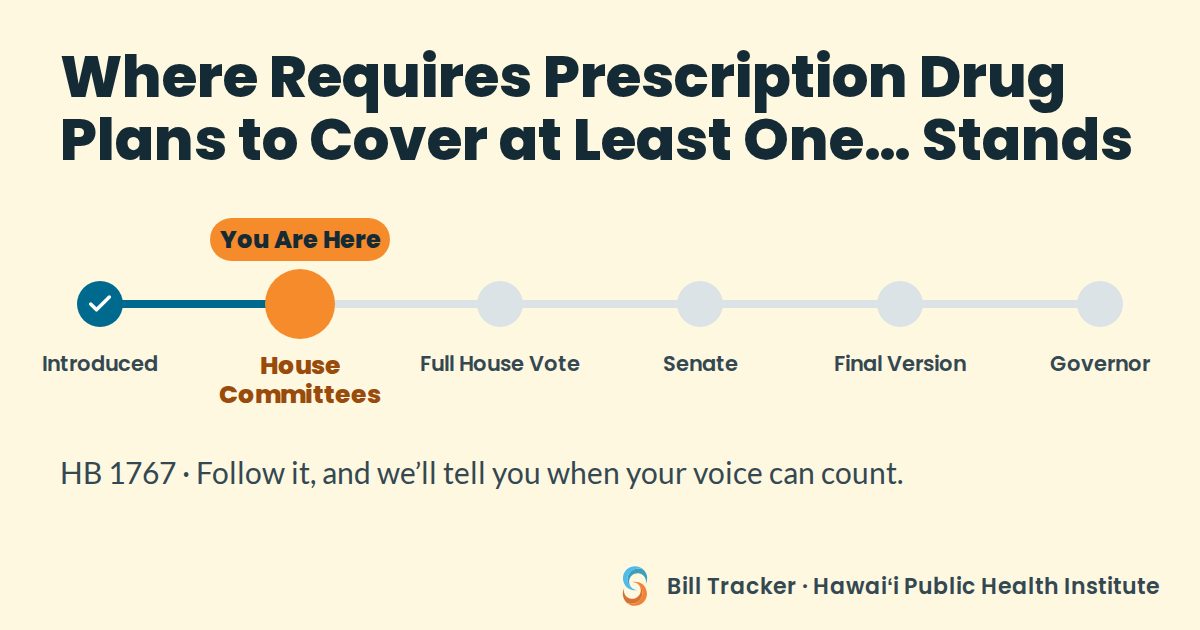 Where Requires Prescription Drug
Plans to Cover at Least One... Stands
You Are Here
Introduced
House
Committees
Full House Vote
Senate
Final Version
Governor
HB 1767 · Follow it, and we’ll tell you when your voice can count.
Bill Tracker · Hawaiʻi Public Health Institute